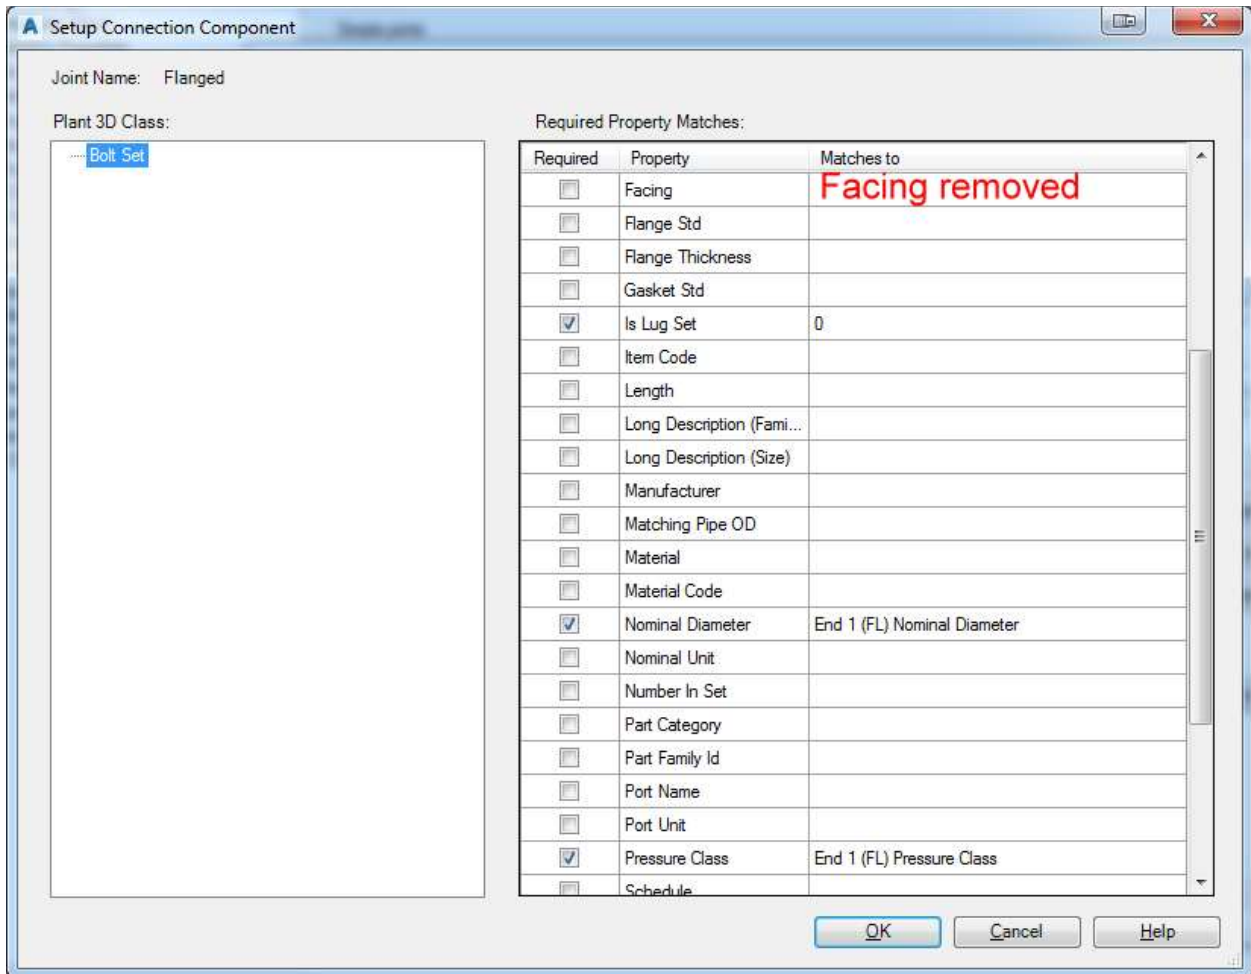 A Setup Connection Component
Joint Name: Flanged
Plant 3D Class:
Bolt Set
Required Property Matches:
Required Property Matches to
Facing Facing removed
Flange Std
Flange Thickness
Gasket Std
Is Lug Set 0
Item Code
Length
Long Description (Fami...
Long Description (Size)
Manufacturer
Matching Pipe OD
Material
Material Code
Nominal Diameter End 1 (FL) Nominal Diameter
Nominal Unit
Number In Set
Part Category
Part Family Id
Port Name
Port Unit
Pressure Class End 1 (FL) Pressure Class
Schedule
OK Cancel Help